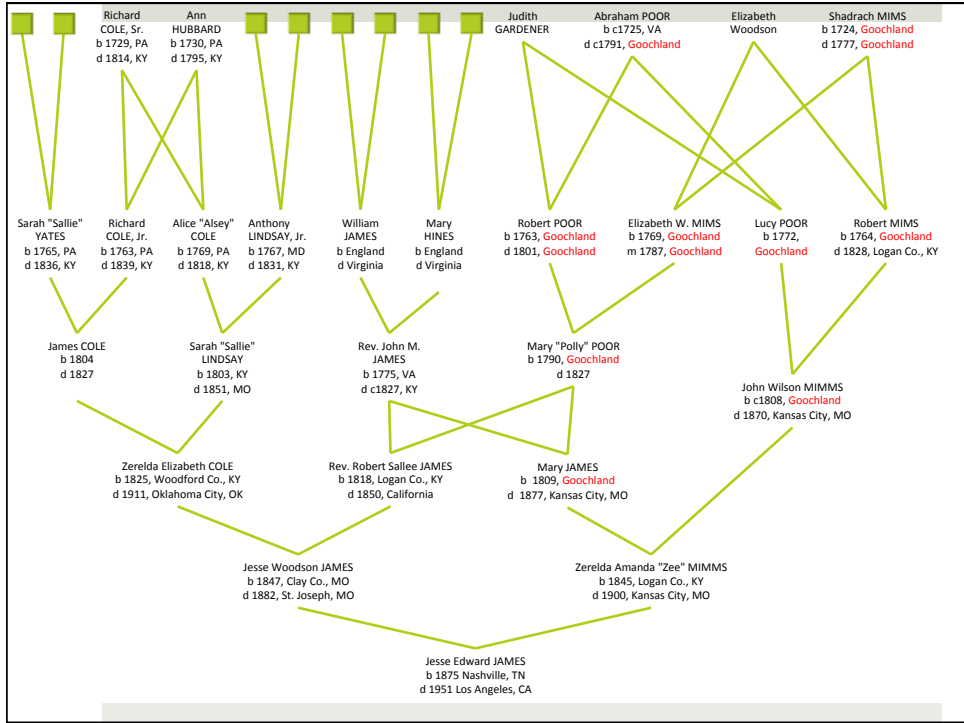 Richard
COLE, Sr.
b 1729, PA
d 1814, KY
Ann
HUBBARD
b 1730, PA
d 1795, KY
Judith
GARDENER
Abraham POOR
b c1725, VA
d c1791, Goochland
Elizabeth
Woodson
Shadrach MIMS
b 1724, Goochland
d 1777, Goochland
Sarah "Sallie"
YATES
b 1765, PA
d 1836, KY
Richard
COLE, Jr.
b 1763, PA
d 1839, KY
Alice "Alsey"
COLE
b 1769, PA
d 1818, KY
Anthony
LINDSAY, Jr.
b 1767, MD
d 1831, KY
William
JAMES
b England
d Virginia
Mary
HINES
b England
d Virginia
Robert POOR
b 1763, Goochland
d 1801, Goochland
Elizabeth W. MIMS
b 1769, Goochland
m 1787, Goochland
Lucy POOR
b 1772,
Goochland
Robert MIMS
b 1764, Goochland
d 1828, Logan Co., KY
James COLE
b 1804
d 1827
Sarah "Sallie"
LINDSAY
b 1803, KY
d 1851, MO
Rev. John M.
JAMES
b 1775, VA
d c1827, KY
Mary "Polly" POOR
b 1790, Goochland
d 1827
John Wilson MIMMS
b c1808, Goochland
d 1870, Kansas City, MO
Zerelda Elizabeth COLE
b 1825, Woodford Co., KY
d 1911, Oklahoma City, OK
Rev. Robert Sallee JAMES
b 1818, Logan Co., KY
d 1850, California
Mary JAMES
b 1809, Goochland
d 1877, Kansas City, MO
Jesse Woodson JAMES
b 1847, Clay Co., MO
d 1882, St. Joseph, MO
Zerelda Amanda "Zee" MIMMS
b 1845, Logan Co., KY
d 1900, Kansas City, MO
Jesse Edward JAMES
b 1875 Nashville, TN
d 1951 Los Angeles, CA